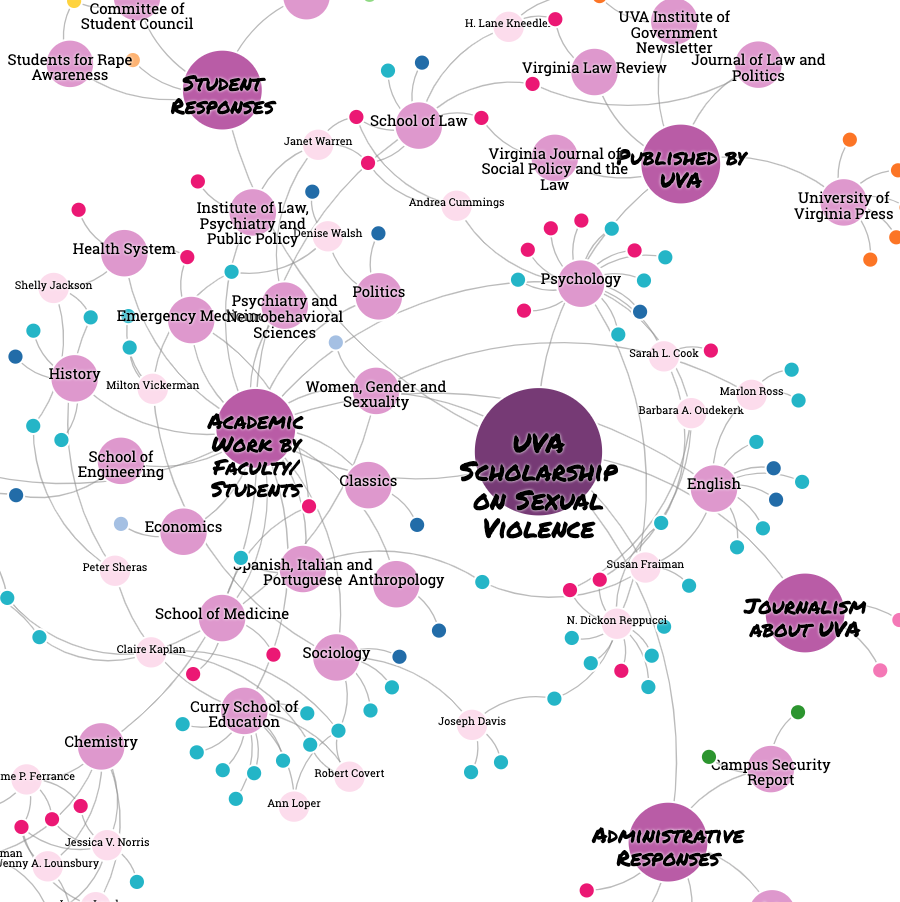 Committee of
Student Council
H. Lane Kneedle
UVA Institute of
Government
Newsletter
Students for Rape
Awareness
Virginia Law Review
Journal of Law and
Politics
Student
Responses
School of Law
Janet Warren
Virginia Journal of
Social Policy and the
Law
Published by
UVA
University of
Virginia Press
Andrea Cummings
Institute of Law,
Psychiatry and
Public Policy
Denise Walsh
Health System
Psychology
Shelly Jackson
Politics
Emergency Medicine
Psychiatry and
Neurobehavioral
Sciences
Sarah L. Cook
History
Milton Vickerman
Women, Gender and
Sexuality
Marlon Ross
Barbara A. Oudekerk
Academic
Work by
Faculty/
Students
UVA
Scholarship
on Sexual
Violence
School of
Engineering
Classics
English
Economics
Peter Sheras
Spanish, Italian and
Portuguese
Anthropology
Susan Fraiman
School of Medicine
N. Dickon Reppucci
Journalism
about UVA
Claire Kaplan
Sociology
Curry School of
Education
Joseph Davis
Chemistry
Robert Covert
Campus Security
Report
me P. Ferrance
Ann Loper
Jessica V. Norris
man
Jenny A. Lounsbury
Administrative
Responses